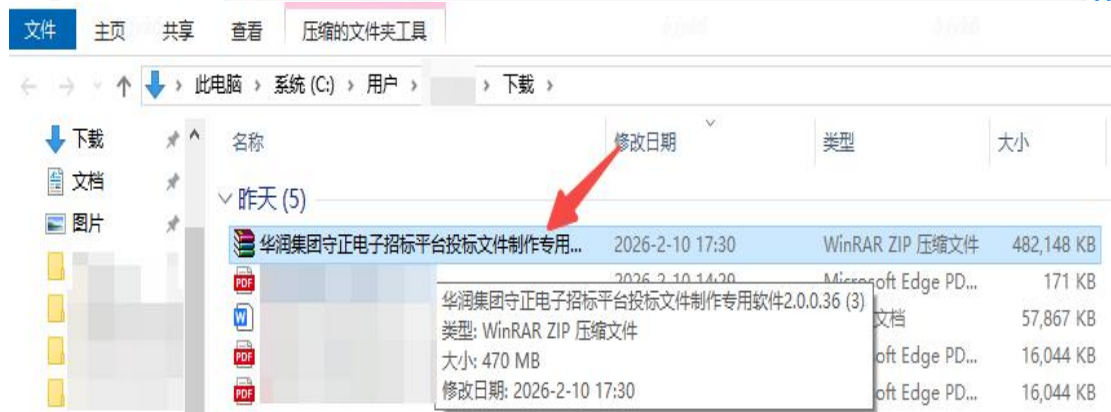 文件 主页 共享 查看 压缩的文件夹工具
此电脑 › 系统 (C:) › 用户 › › 下载 ›
下载 名称 修改日期 类型 大小
文档
图片 昨天 (5)
华润集团守正电子招标平台投标文件制作专用... 2026-2-10 17:30 WinRAR ZIP 压缩文件 482,148 KB
PDF 2026-2-10 14:29 Microsoft Edge PD... 171 KB
华润集团守正电子招标平台投标文件制作专用软件2.0.0.36 (3)
W 文档 57,867 KB
类型: WinRAR ZIP 压缩文件
PDF oft Edge PD... 16,044 KB
大小: 470 MB
PDF oft Edge PD... 16,044 KB
修改日期: 2026-2-10 17:30